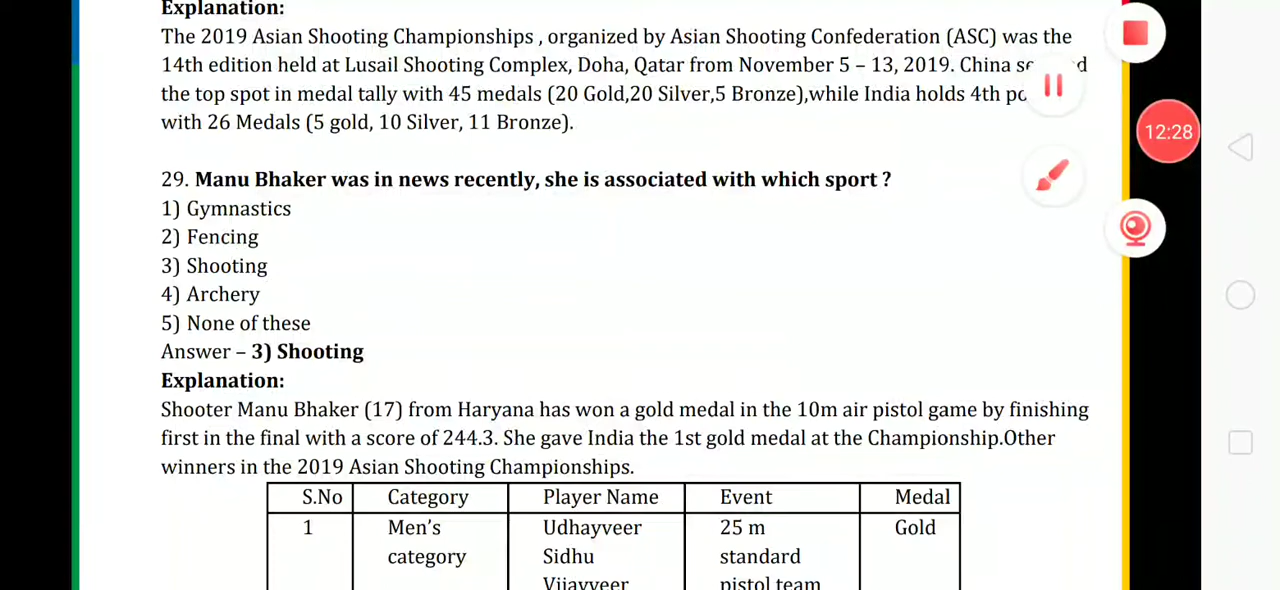 Explanation:
The 2019 Asian Shooting Championships , organized by Asian Shooting Confederation (ASC) was the
14th edition held at Lusail Shooting Complex, Doha, Qatar from November 5 – 13, 2019. China
the top spot in medal tally with 45 medals (20 Gold,20 Silver,5 Bronze),while India holds 4th
with 26 Medals (5 gold, 10 Silver, 11 Bronze).
12:28
29. Manu Bhaker was in news recently, she is associated with which sport ?
1) Gymnastics
2) Fencing
3) Shooting
4) Archery
5) None of these
Answer – 3) Shooting
Explanation:
Shooter Manu Bhaker (17) from Haryana has won a gold medal in the 10m air pistol game by finishing
first in the final with a score of 244.3. She gave India the 1st gold medal at the Championship.Other
winners in the 2019 Asian Shooting Championships.
S.No Category Player Name Event Medal
1 Men's Udhayveer 25 m Gold
category Sidhu standard
Vijayveer pistol team